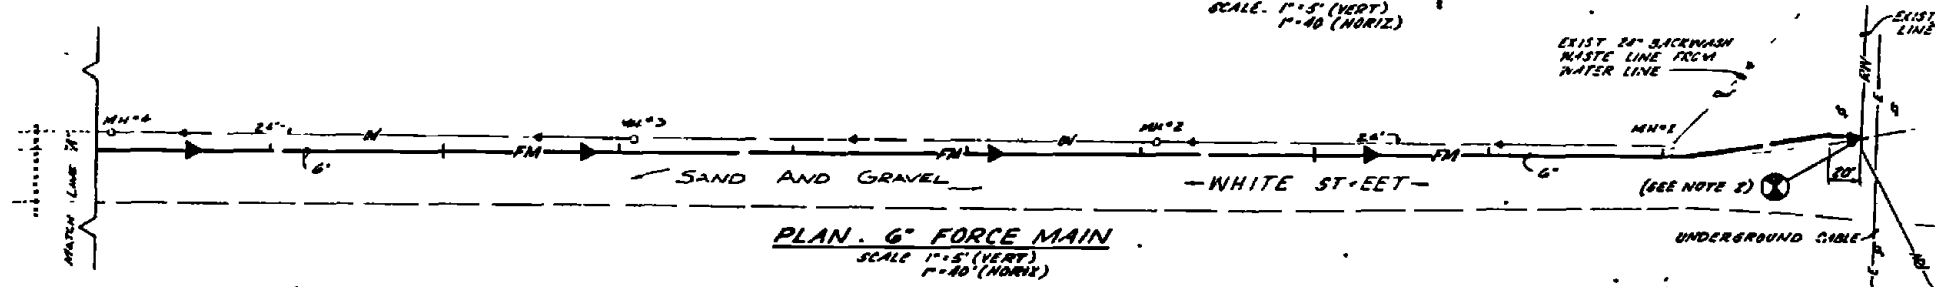 SCALE. 1"=5' (VERT)
1"=40 (HORIZ)
EXIST
LINE
EXIST 24" BACKWASH
WASTE LINE FROM
WATER LINE
RW
E
MH#4
24"
W
MH#3
W
MH#2
24"
MH#1
MATCH LINE "A"
6"
FM
FM
FM
6"
SAND AND GRAVEL
WHITE STREET
(SEE NOTE 2)
20'
PLAN. 6" FORCE MAIN
SCALE 1"=5' (VERT)
1"=40' (HORIZ)
UNDERGROUND CABLE
E